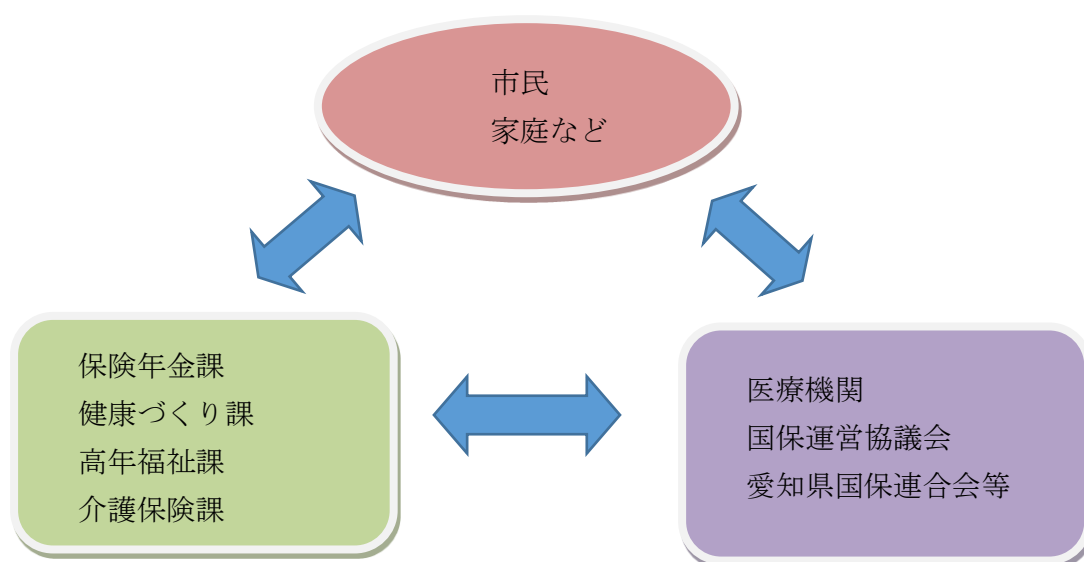 市民
家庭など
保険年金課
健康づくり課
高年福祉課
介護保険課
医療機関
国保運営協議会
愛知県国保連合会等